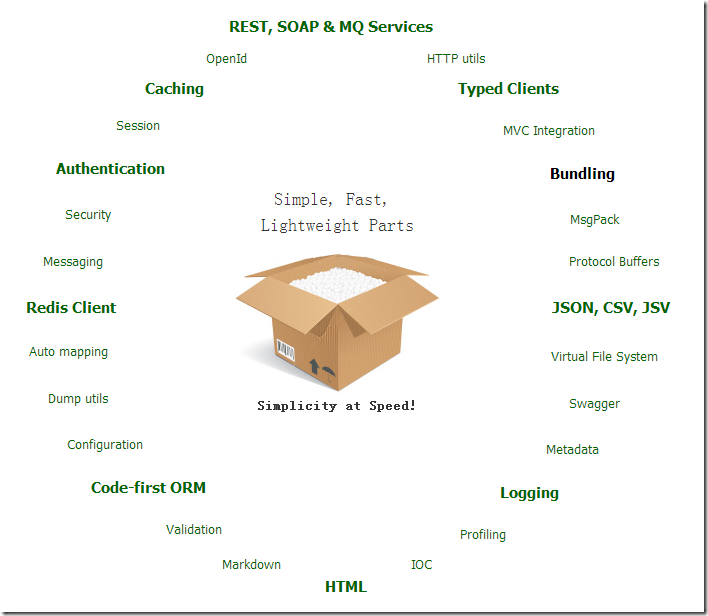 REST, SOAP & MQ Services
OpenId
HTTP utils
Caching
Typed Clients
Session
MVC Integration
Authentication
Bundling
Simple, Fast,
Lightweight Parts
Security
MsgPack
Messaging
Protocol Buffers
Redis Client
JSON, CSV, JSV
Auto mapping
Virtual File System
Dump utils
Simplicity at Speed!
Swagger
Configuration
Metadata
Code-first ORM
Logging
Validation
Profiling
Markdown
IOC
HTML